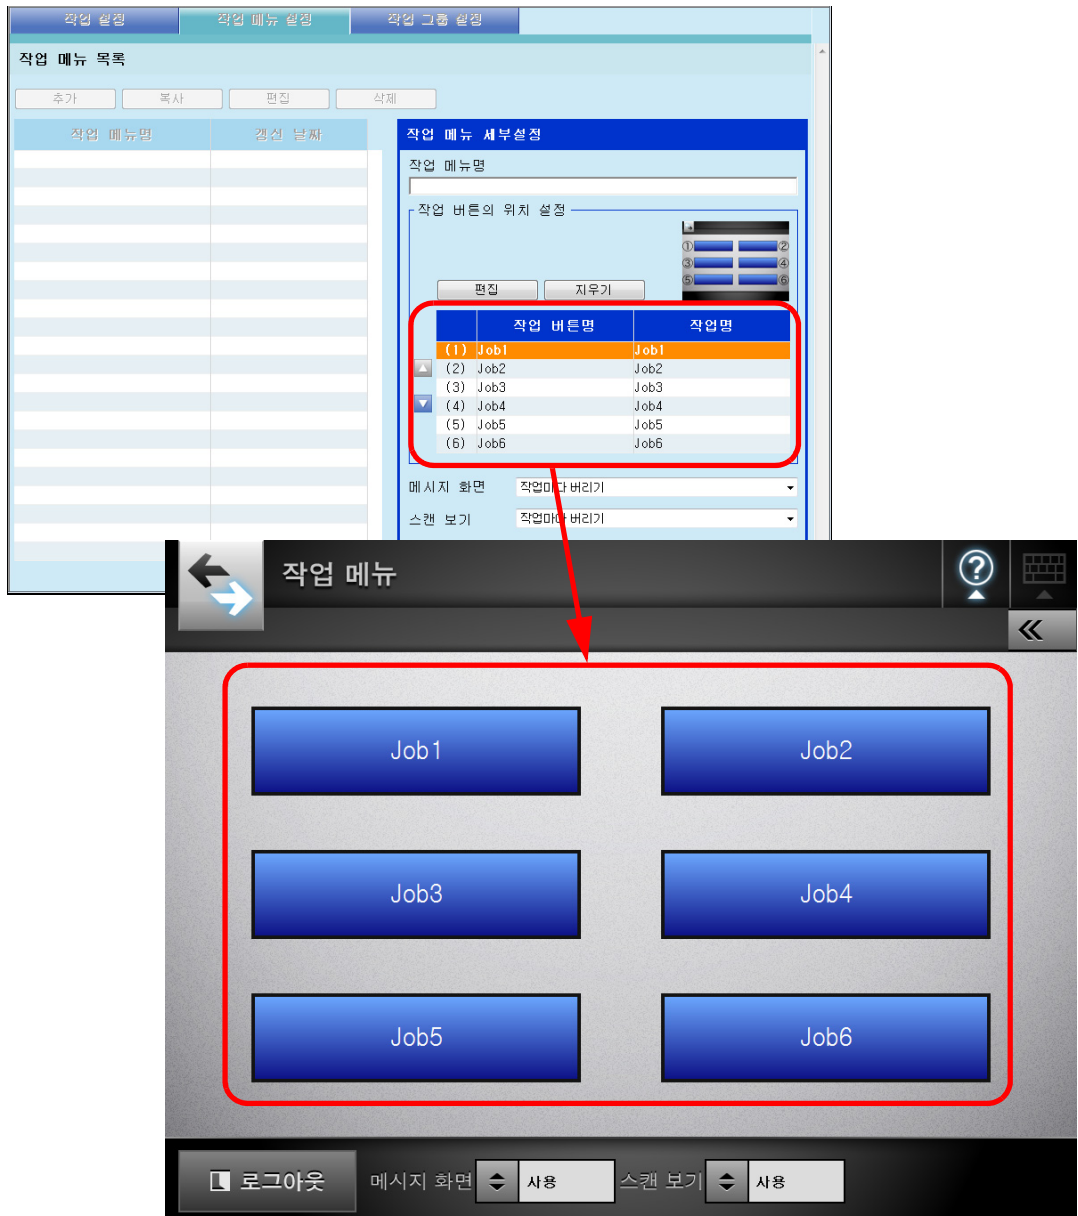 작업 설정 작업 메뉴 설정 작업 그룹 설정
작업 메뉴 목록
추가 복사 편집 삭제
작업 메뉴명 갱신 날짜
작업 메뉴 세부설정
작업 메뉴명
작업 버튼의 위치 설정
① ②
③ ④
⑤ ⑥
편집 지우기
작업 버튼명 작업명
(1) Job1 Job1
(2) Job2 Job2
(3) Job3 Job3
(4) Job4 Job4
(5) Job5 Job5
(6) Job6 Job6
메시지 화면 작업마다 버리기
스캔 보기 작업마다 버리기
작업 메뉴 ?
Job1 Job2
Job3 Job4
Job5 Job6
로그아웃 메시지 화면 사용 스캔 보기 사용